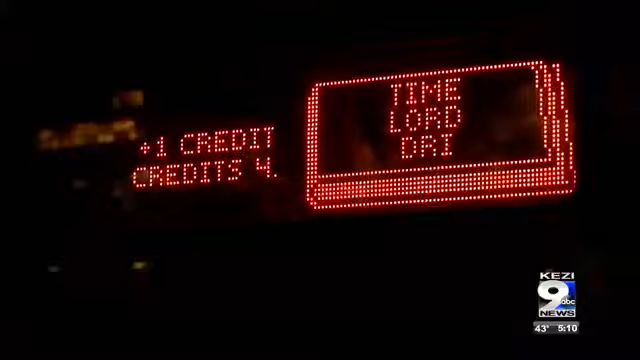 +1 CREDIT
CREDITS 4.
TIME
LORD
DRI
KEZI
9
abc
NEWS
43° 5:10